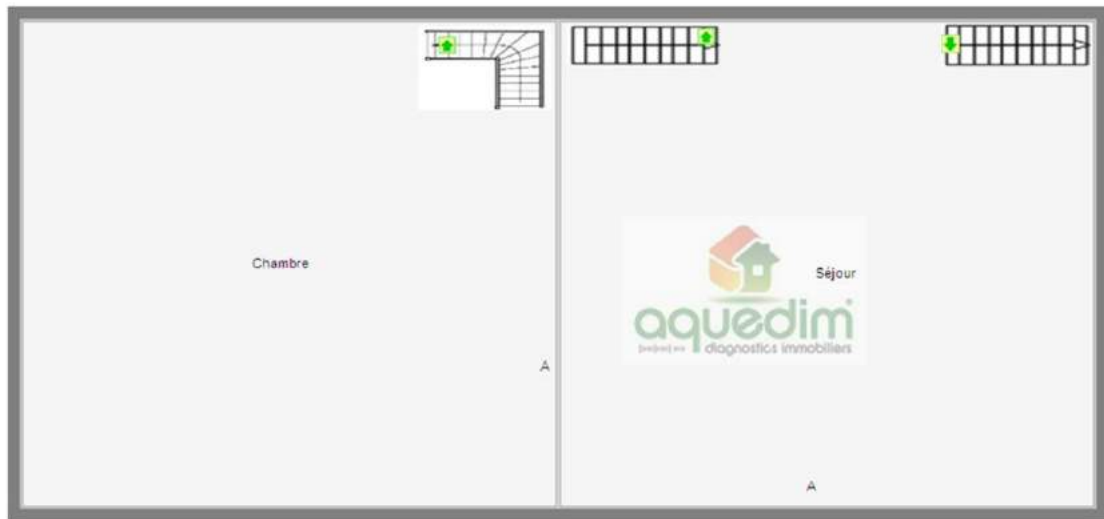 Chambre
Séjour
aquedim
diagnostics immobiliers
A
A